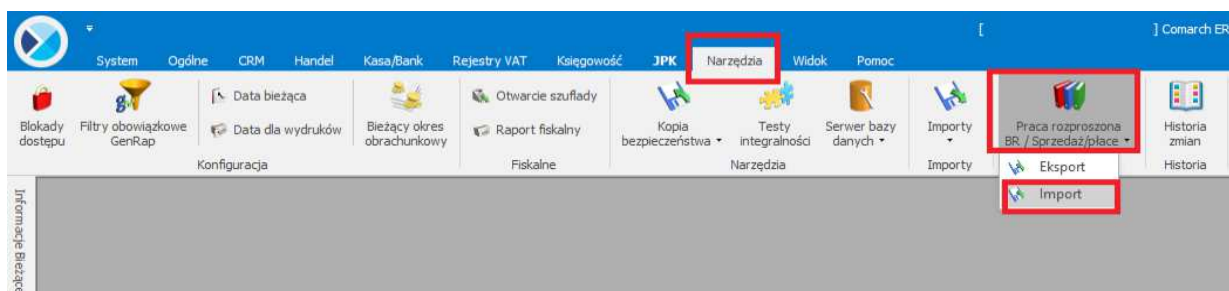 [ ] Comarch ER
System Ogólne CRM Handel Kasa/Bank Rejestry VAT Księgowość JPK Narzędzia Widok Pomoc
Blokady dostępu
Filtry obowiązkowe GenRap
Data bieżąca
Data dla wydruków
Bieżący okres obrachunkowy
Konfiguracja
Otwarcie szuflady
Raport fiskalny
Fiskalne
Kopia bezpieczeństwa
Testy integralności
Serwer bazy danych
Narzędzia
Importy
Importy
Praca rozproszona BR / Sprzedaż/płace
Eksport
Import
Historia zmian
Historia
Informacje Bieżące